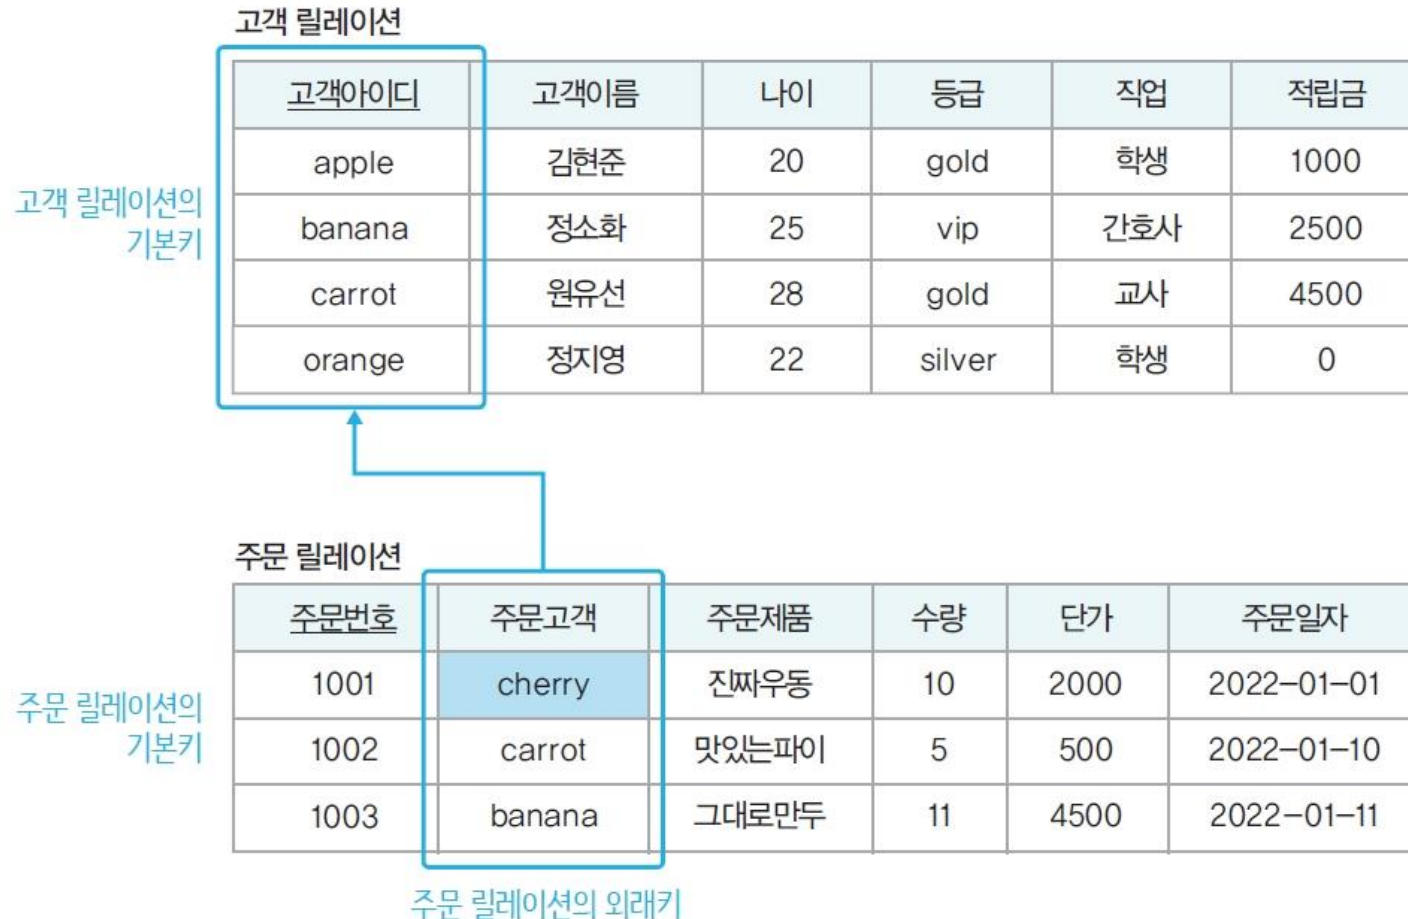 고객 릴레이션
고객아이디 고객이름 나이 등급 직업 적립금
apple 김현준 20 gold 학생 1000
고객 릴레이션의
기본키
banana 정소화 25 vip 간호사 2500
carrot 원유선 28 gold 교사 4500
orange 정지영 22 silver 학생 0
주문 릴레이션
주문번호 주문고객 주문제품 수량 단가 주문일자
1001 cherry 진짜우동 10 2000 2022-01-01
주문 릴레이션의
기본키
1002 carrot 맛있는파이 5 500 2022-01-10
1003 banana 그대로만두 11 4500 2022-01-11
주문 릴레이션의 외래키